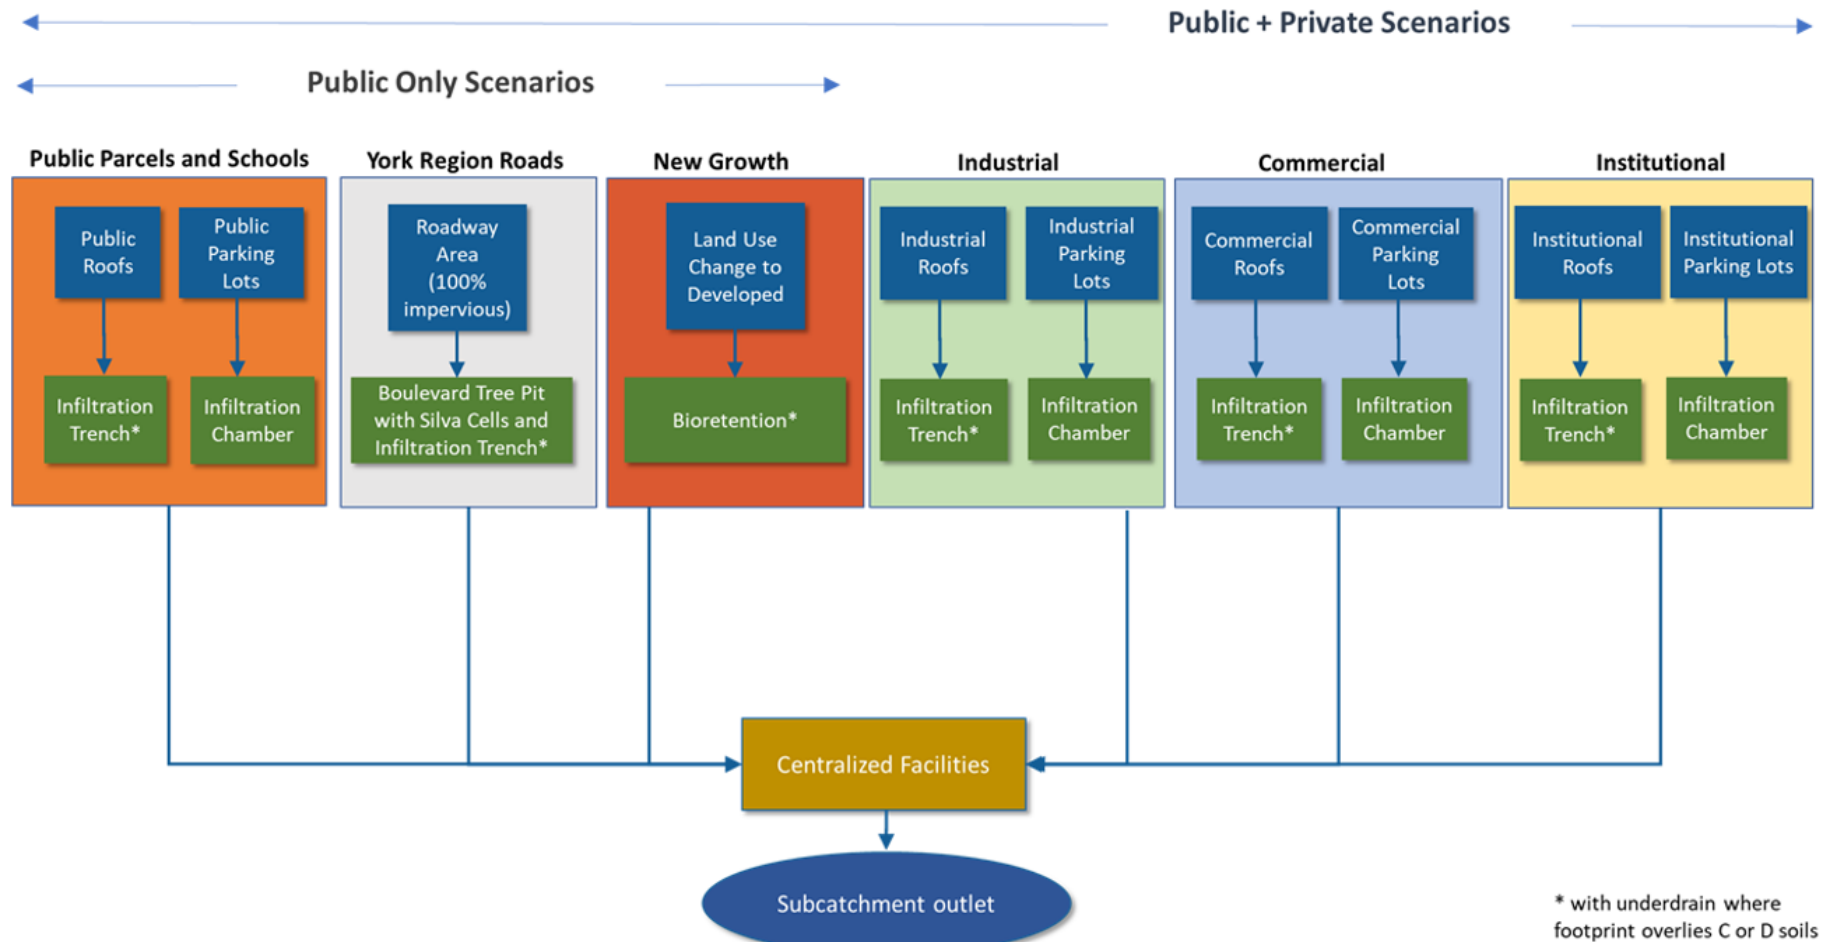 Public + Private Scenarios
Public Only Scenarios
Public Parcels and Schools
York Region Roads
New Growth
Industrial
Commercial
Institutional
Public
Roofs
Public
Parking
Lots
Roadway
Area
(100%
impervious)
Land Use
Change to
Developed
Industrial
Roofs
Industrial
Parking
Lots
Commercial
Roofs
Commercial
Parking
Lots
Institutional
Roofs
Institutional
Parking Lots
Infiltration
Trench*
Infiltration
Chamber
Boulevard Tree Pit
with Silva Cells and
Infiltration Trench*
Bioretention*
Infiltration
Trench*
Infiltration
Chamber
Infiltration
Trench*
Infiltration
Chamber
Infiltration
Trench*
Infiltration
Chamber
Centralized Facilities
Subcatchment outlet
* with underdrain where
footprint overlies C or D soils